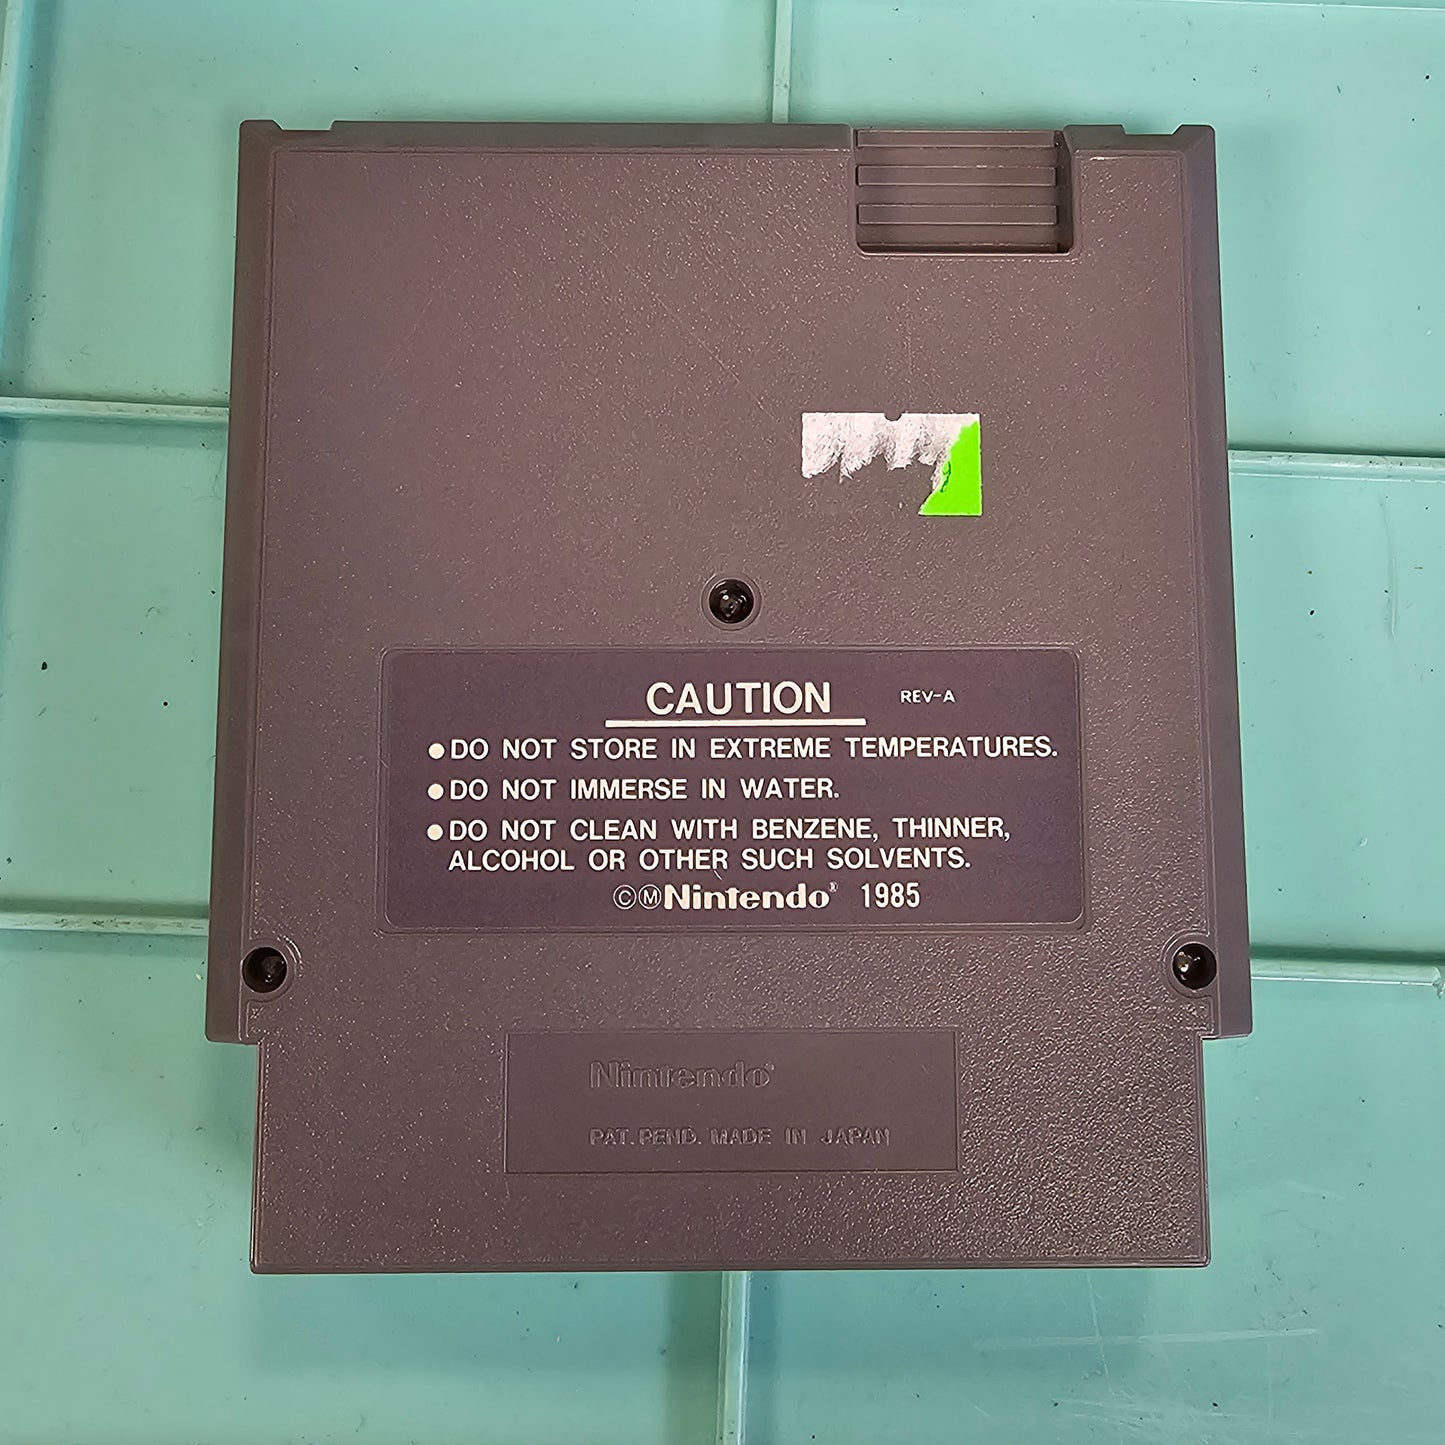 CAUTION REV-A
●DO NOT STORE IN EXTREME TEMPERATURES.
●DO NOT IMMERSE IN WATER.
●DO NOT CLEAN WITH BENZENE, THINNER,
ALCOHOL OR OTHER SUCH SOLVENTS.
©ⓂNintendo® 1985
Nintendo®
PAT. PEND. MADE IN JAPAN